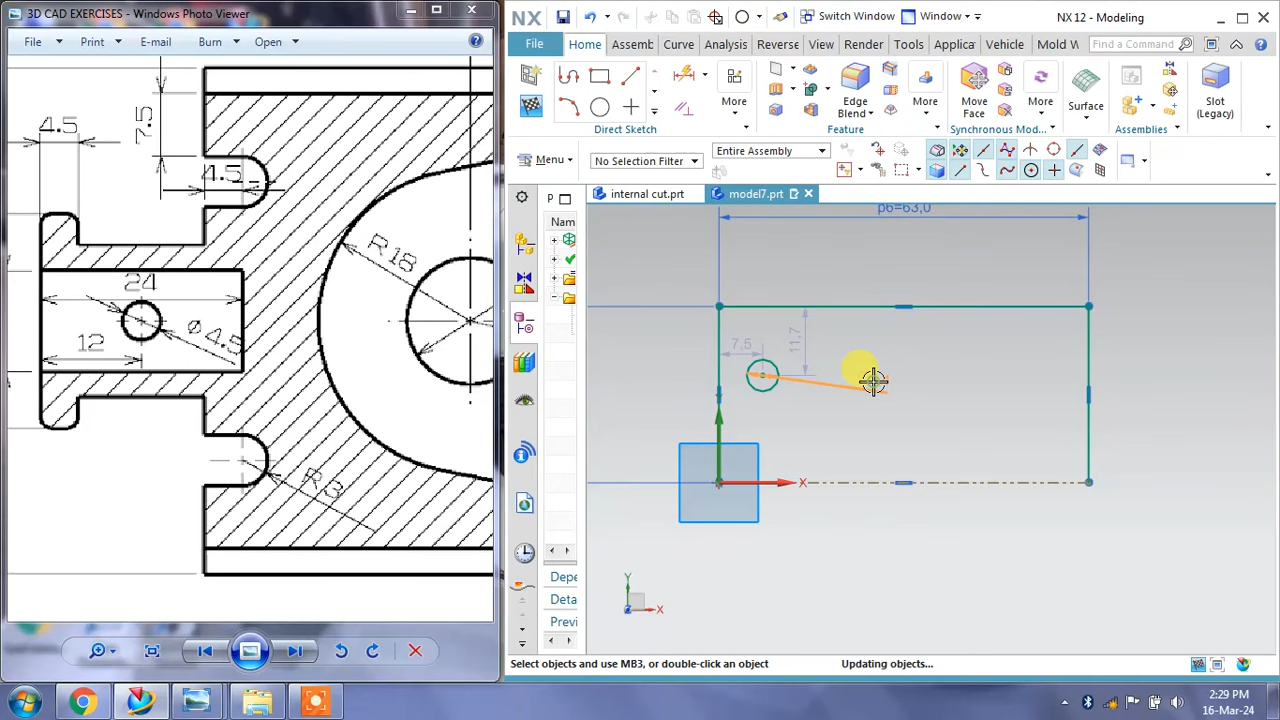 3D CAD EXERCISES - Windows Photo Viewer
File Print E-mail Burn Open
4.5
7.5
4.5
R18
24
12
ø4.5
R3
NX
Switch Window
Window
NX 12 - Modeling
File Home Assemb Curve Analysis Reverse View Render Tools Applica Vehicle Mold W Find a Command
More
Edge Blend
More
Move Face
More
Surface
Slot (Legacy)
Direct Sketch
Feature
Synchronous Mod...
Assemblies
Menu
No Selection Filter
Entire Assembly
P
internal cut.prt
model7.prt
Nam
p6=63,0
7,5
11,7
X
Y
X
Depe
Deta
Previ
Select objects and use MB3, or double-click an object
Updating objects...
2:29 PM
16-Mar-24